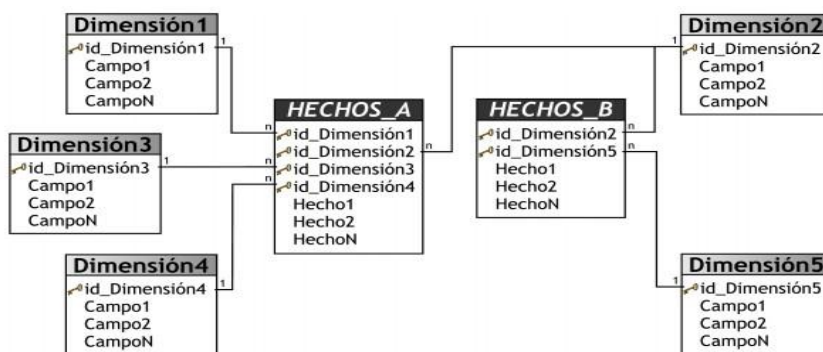 Dimensión1
id_Dimensión1
Campo1
Campo2
CampoN
1
Dimensión3
id_Dimensión3
Campo1
Campo2
CampoN
1
Dimensión4
id_Dimensión4
Campo1
Campo2
CampoN
1
HECHOS_A
n
id_Dimensión1
id_Dimensión2
n
n
id_Dimensión3
n
id_Dimensión4
Hecho1
Hecho2
HechoN
HECHOS_B
id_Dimensión2
n
id_Dimensión5
n
Hecho1
Hecho2
HechoN
Dimensión2
1
id_Dimensión2
Campo1
Campo2
CampoN
Dimensión5
1
id_Dimensión5
Campo1
Campo2
CampoN